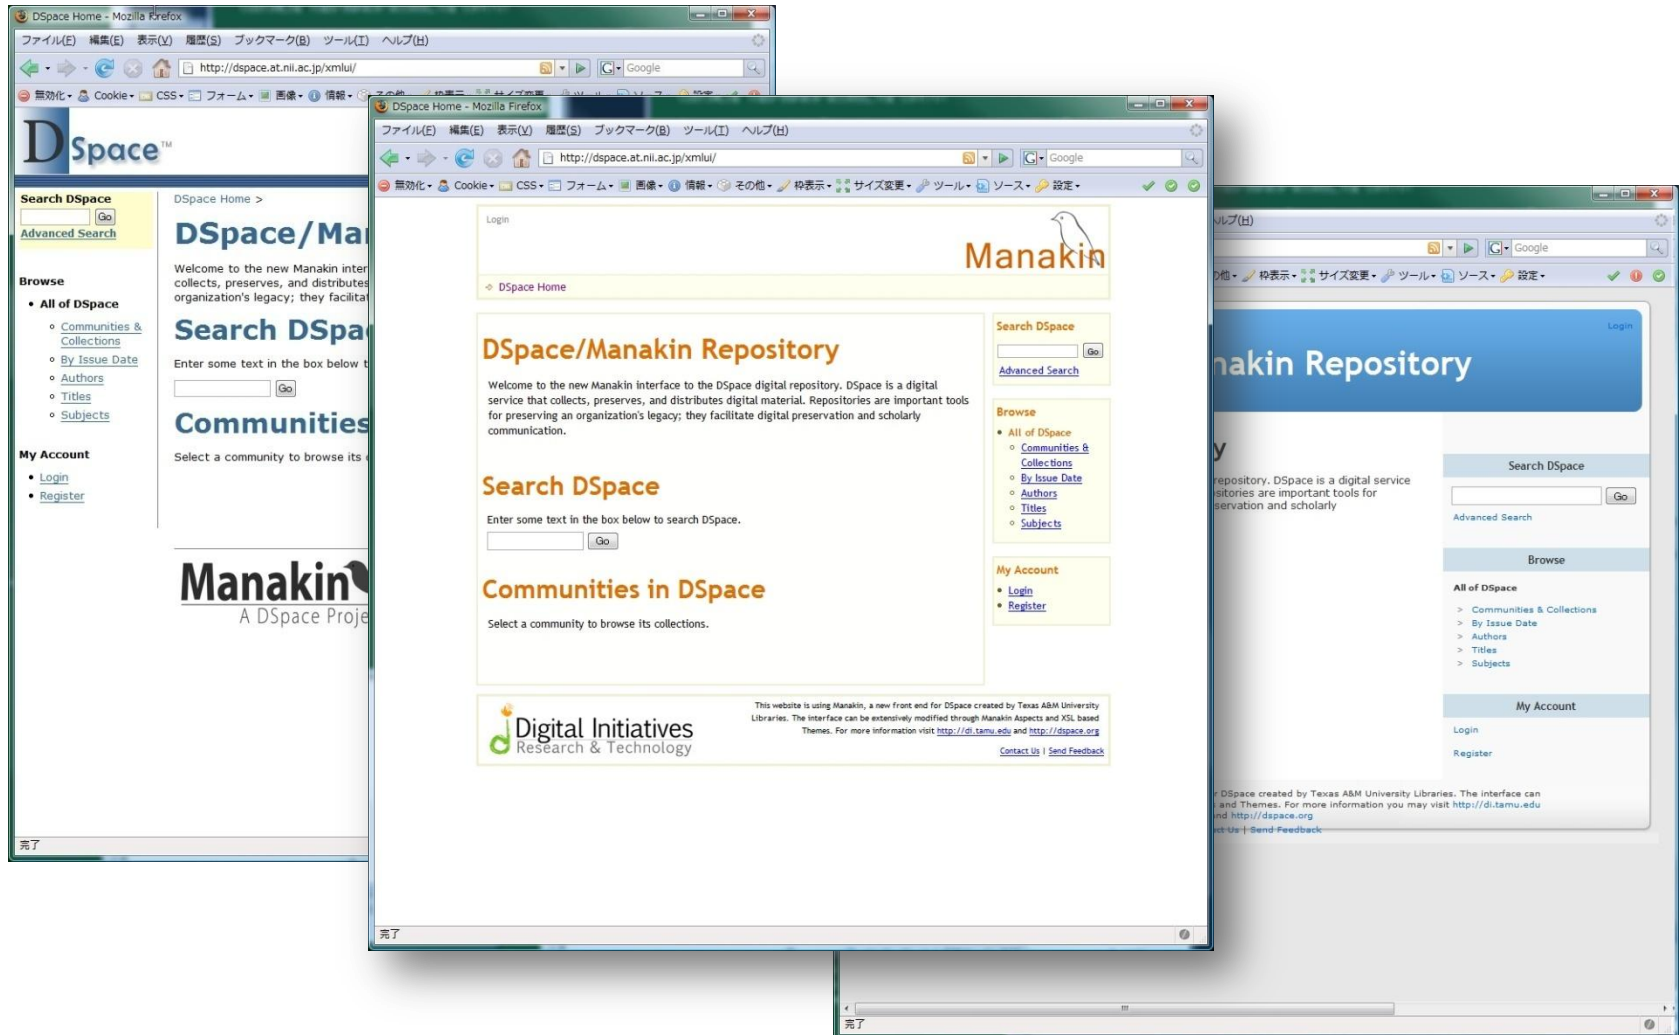 DSpace Home - Mozilla Firefox
ファイル(F) 編集(E) 表示(V) 履歴(S) ブックマーク(B) ツール(T) ヘルプ(H)
http://dspace.at.nii.ac.jp/xmlui/
Google
無効化 Cookie CSS フォーム 画像 情報
DSpace™
Search DSpace
Go
Advanced Search
Browse
All of DSpace
Communities &
Collections
By Issue Date
Authors
Titles
Subjects
My Account
Login
Register
DSpace Home >
DSpace/Ma
Welcome to the new Manakin inter
collects, preserves, and distributes
organization's legacy; they facilita
Search DSpa
Enter some text in the box below t
Go
Communities
Select a community to browse its
Manakin
A DSpace Proje
完了
DSpace Home - Mozilla Firefox
ファイル(F) 編集(E) 表示(V) 履歴(S) ブックマーク(B) ツール(T) ヘルプ(H)
http://dspace.at.nii.ac.jp/xmlui/
Google
無効化 Cookie CSS フォーム 画像 情報 その他 枠表示 サイズ変更 ツール ソース 設定
Login
Manakin
DSpace Home
DSpace/Manakin Repository
Welcome to the new Manakin interface to the DSpace digital repository. DSpace is a digital
service that collects, preserves, and distributes digital material. Repositories are important tools
for preserving an organization's legacy; they facilitate digital preservation and scholarly
communication.
Search DSpace
Enter some text in the box below to search DSpace.
Go
Communities in DSpace
Select a community to browse its collections.
Search DSpace
Go
Advanced Search
Browse
All of DSpace
Communities &
Collections
By Issue Date
Authors
Titles
Subjects
My Account
Login
Register
Digital Initiatives
Research & Technology
This website is using Manakin, a new front end for DSpace created by Texas A&M University
Libraries. The interface can be extensively modified through Manakin Aspects and XSL based
Themes. For more information visit http://di.tamu.edu and http://dspace.org
Contact Us | Send Feedback
完了
ルプ(H)
Google
の他 枠表示 サイズ変更 ツール ソース 設定
Login
nakin Repository
y
repository. DSpace is a digital service
sitories are important tools for
servation and scholarly
Search DSpace
Go
Advanced Search
Browse
All of DSpace
> Communities & Collections
> By Issue Date
> Authors
> Titles
> Subjects
My Account
Login
Register
r DSpace created by Texas A&M University Libraries. The interface can
and Themes. For more information you may visit http://di.tamu.edu
nd http://dspace.org
ct Us | Send Feedback
完了